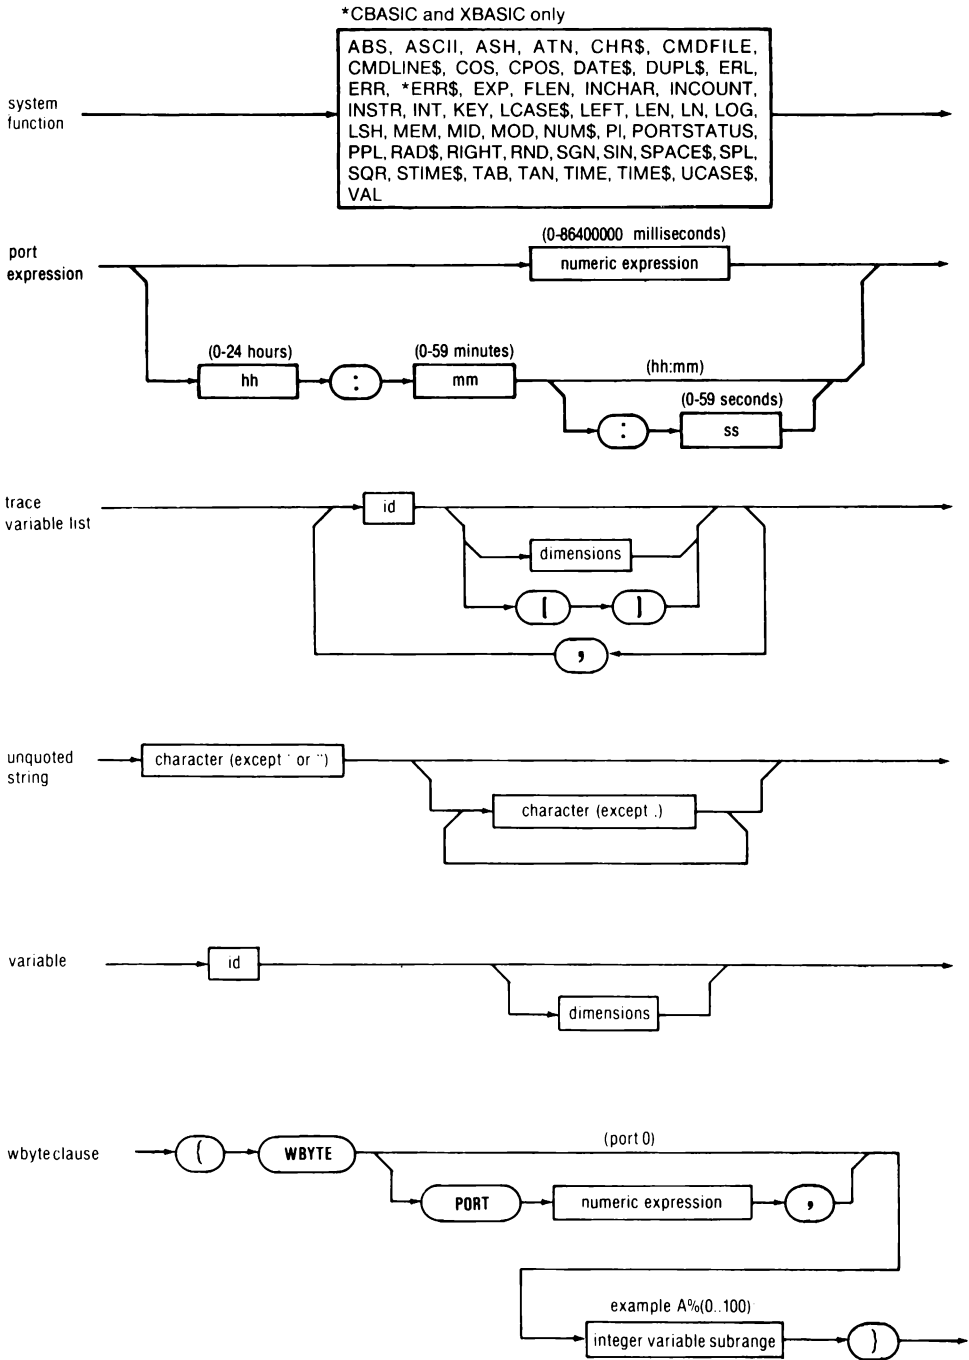 *CBASIC and XBASIC only
system
function
ABS, ASCII, ASH, ATN, CHR$, CMDFILE,
CMDLINE$, COS, CPOS, DATE$, DUPL$, ERL,
ERR, *ERR$, EXP, FLEN, INCHAR, INCOUNT,
INSTR, INT, KEY, LCASE$, LEFT, LEN, LN, LOG,
LSH, MEM, MID, MOD, NUM$, PI, PORTSTATUS,
PPL, RAD$, RIGHT, RND, SGN, SIN, SPACE$, SPL,
SQR, STIME$, TAB, TAN, TIME, TIME$, UCASE$,
VAL
port
expression
(0-86400000 milliseconds)
numeric expression
(0-24 hours)
hh
:
(0-59 minutes)
mm
(hh:mm)
:
(0-59 seconds)
ss
trace
variable list
id
dimensions
( )
,
unquoted
string
character (except ' or ")
character (except .)
variable
id
dimensions
wbyte clause
(
WBYTE
(port 0)
PORT
numeric expression
,
example A%(0..100)
integer variable subrange
)